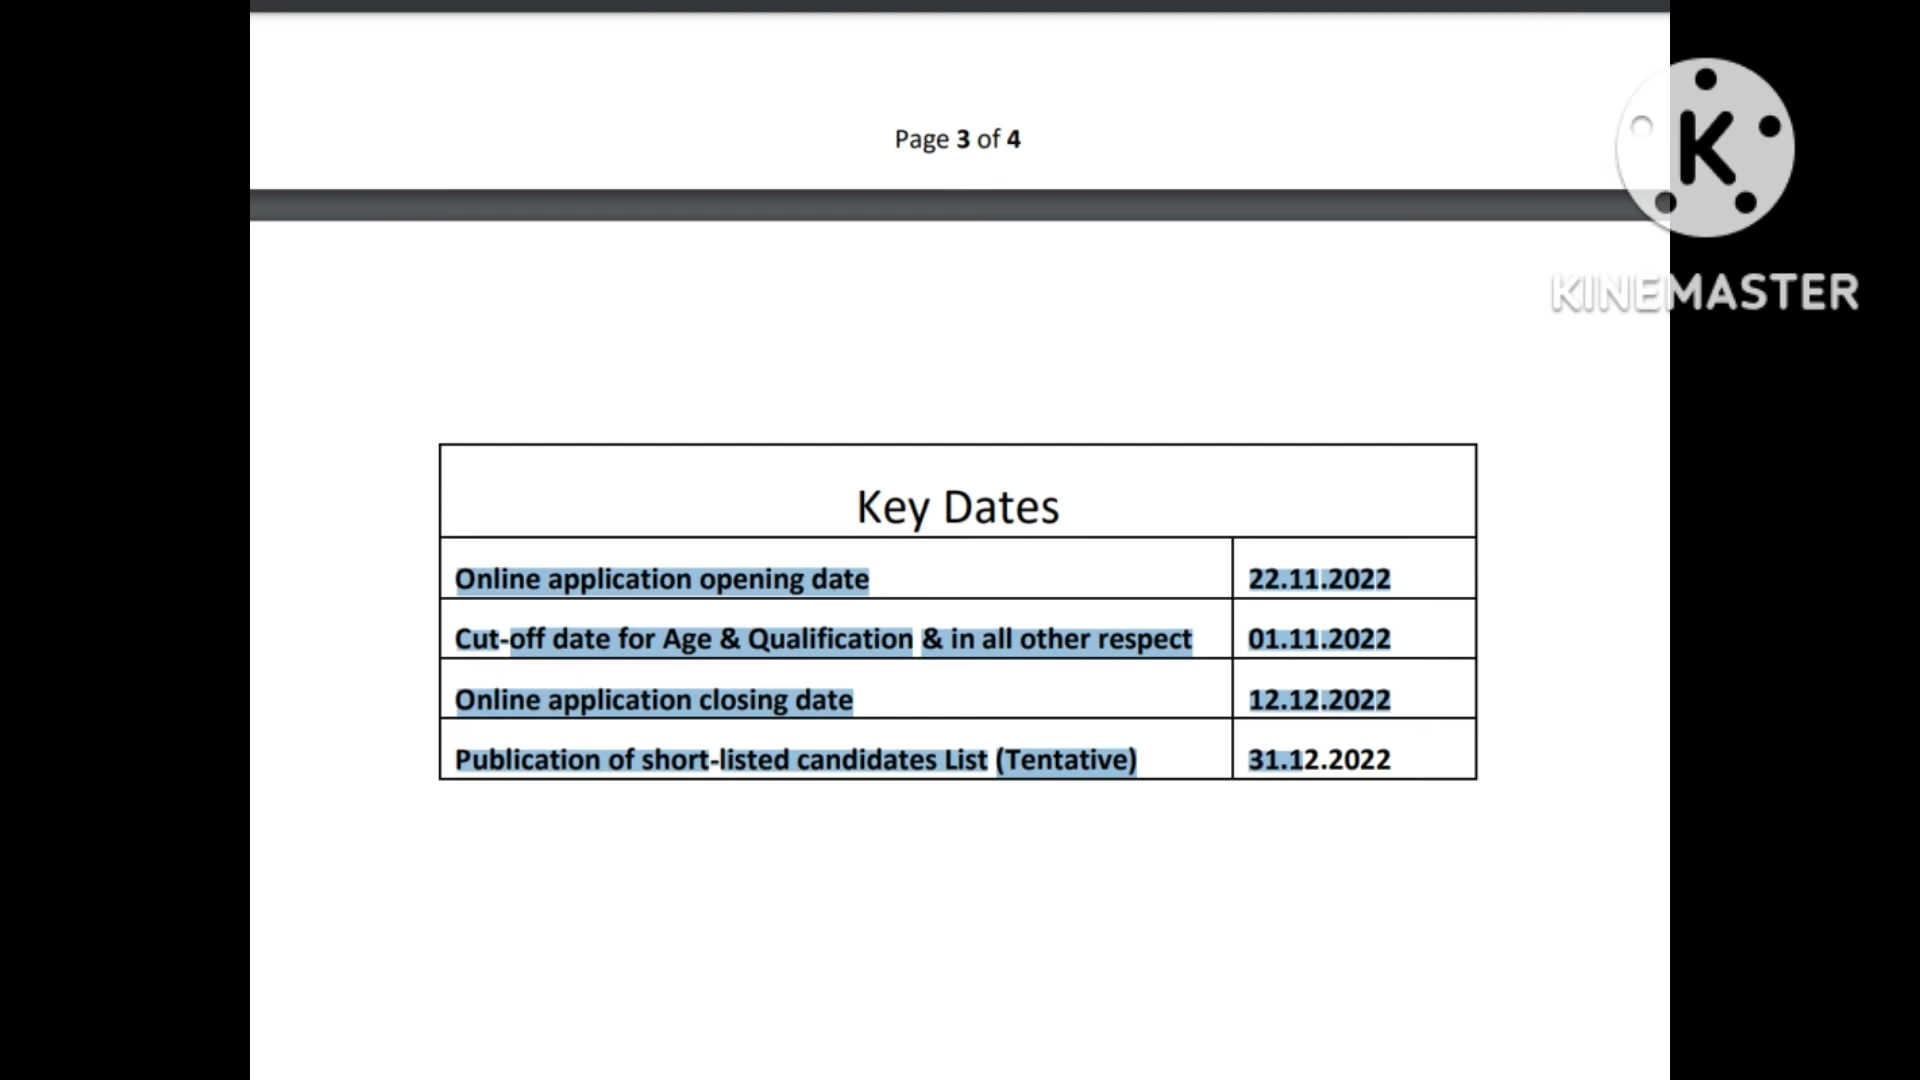 Page 3 of 4
K
KINEMASTER
Key Dates
Online application opening date 22.11.2022
Cut-off date for Age & Qualification & in all other respect 01.11.2022
Online application closing date 12.12.2022
Publication of short-listed candidates List (Tentative) 31.12.2022